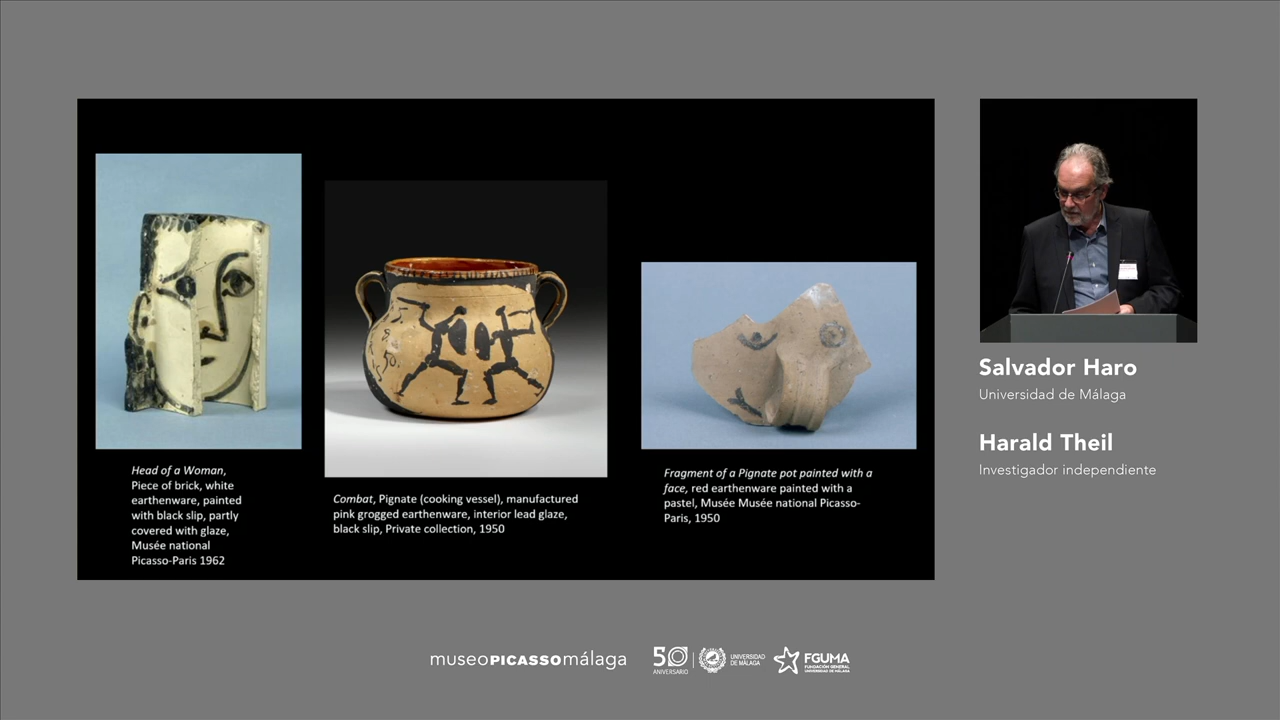 Head of a Woman,
Piece of brick, white
earthenware, painted
with black slip, partly
covered with glaze,
Musée national
Picasso-Paris 1962
Combat, Pignate (cooking vessel), manufactured
pink grogged earthenware, interior lead glaze,
black slip, Private collection, 1950
Fragment of a Pignate pot painted with a
face, red earthenware painted with a
pastel, Musée Musée national Picasso-
Paris, 1950
Salvador Haro
Universidad de Málaga
Harald Theil
Investigador independiente
museoPICASSOmálaga
50
ANIVERSARIO
UNIVERSIDAD
DE MÁLAGA
FGUMA
FUNDACIÓN GENERAL
UNIVERSIDAD DE MÁLAGA